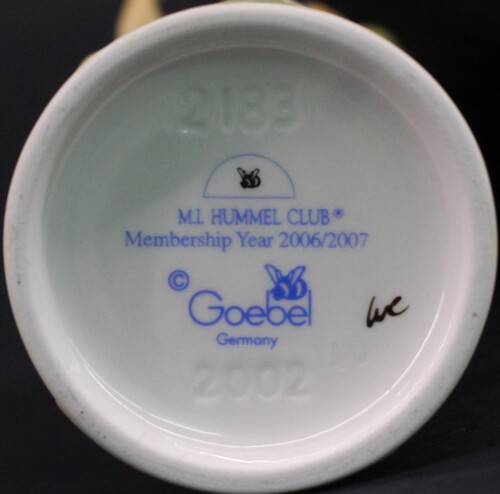 2183
M.I. HUMMEL CLUB®
Membership Year 2006/2007
©
Goebel
Germany
2002